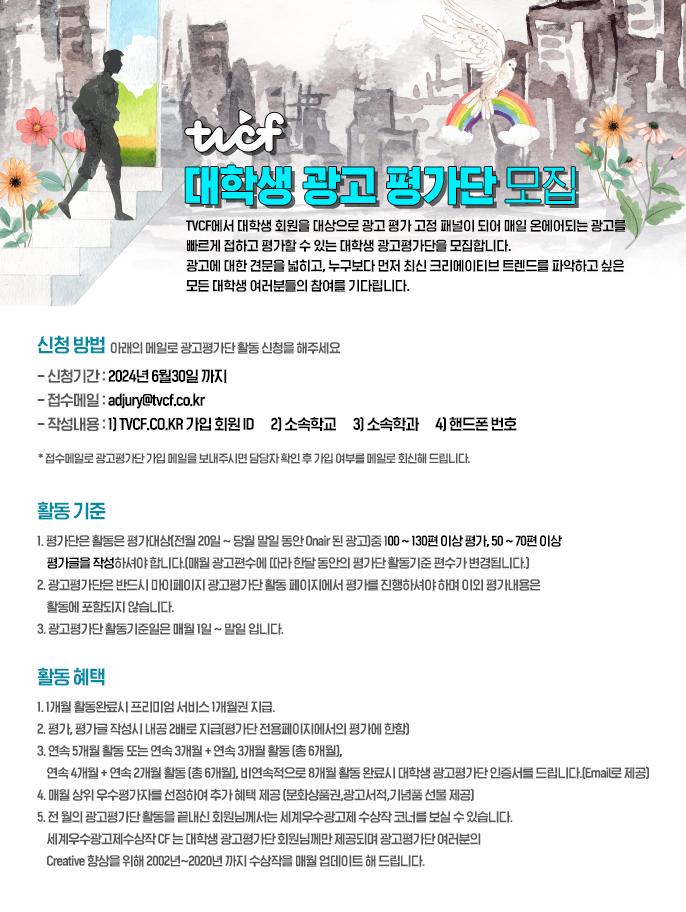 tvcf
대학생 광고 평가단 모집
TVCF에서 대학생 회원을 대상으로 광고 평가 고정 패널이 되어 매일 온에어되는 광고를
빠르게 접하고 평가할 수 있는 대학생 광고평가단을 모집합니다.
광고에 대한 견문을 넓히고, 누구보다 먼저 최신 크리에이티브 트렌드를 파악하고 싶은
모든 대학생 여러분들의 참여를 기다립니다.
신청 방법 아래의 메일로 광고평가단 활동 신청을 해주세요
- 신청기간 : 2024년 6월30일 까지
- 접수메일 : adjury@tvcf.co.kr
- 작성내용 : 1) TVCF.CO.KR 가입 회원 ID 2) 소속학교 3) 소속학과 4) 핸드폰 번호
* 접수메일로 광고평가단 가입 메일을 보내주시면 담당자 확인 후 가입 여부를 메일로 회신해 드립니다.
활동 기준
1. 평가단은 활동은 평가대상(전월 20일 ~ 당월 말일 동안 Onair 된 광고)중 100 ~ 130편 이상 평가, 50 ~ 70편 이상
평가글을 작성하셔야 합니다.(매월 광고편수에 따라 한달 동안의 평가단 활동기준 편수가 변경됩니다.)
2. 광고평가단은 반드시 마이페이지 광고평가단 활동 페이지에서 평가를 진행하셔야 하며 이외 평가내용은
활동에 포함되지 않습니다.
3. 광고평가단 활동기준일은 매월 1일 ~ 말일 입니다.
활동 혜택
1. 1개월 활동완료시 프리미엄 서비스 1개월권 지급.
2. 평가, 평가글 작성시 내공 2배로 지급(평가단 전용페이지에서의 평가에 한함)
3. 연속 5개월 활동 또는 연속 3개월 + 연속 3개월 활동 (총 6개월),
연속 4개월 + 연속 2개월 활동 (총 6개월), 비연속적으로 8개월 활동 완료시 대학생 광고평가단 인증서를 드립니다.(Email로 제공)
4. 매월 상위 우수평가자를 선정하여 추가 혜택 제공 (문화상품권,광고서적,기념품 선물 제공)
5. 전 월의 광고평가단 활동을 끝내신 회원님께서는 세계우수광고제 수상작 코너를 보실 수 있습니다.
세계우수광고제수상작 CF 는 대학생 광고평가단 회원님께만 제공되며 광고평가단 여러분의
Creative 향상을 위해 2002년~2020년 까지 수상작을 매월 업데이트 해 드립니다.